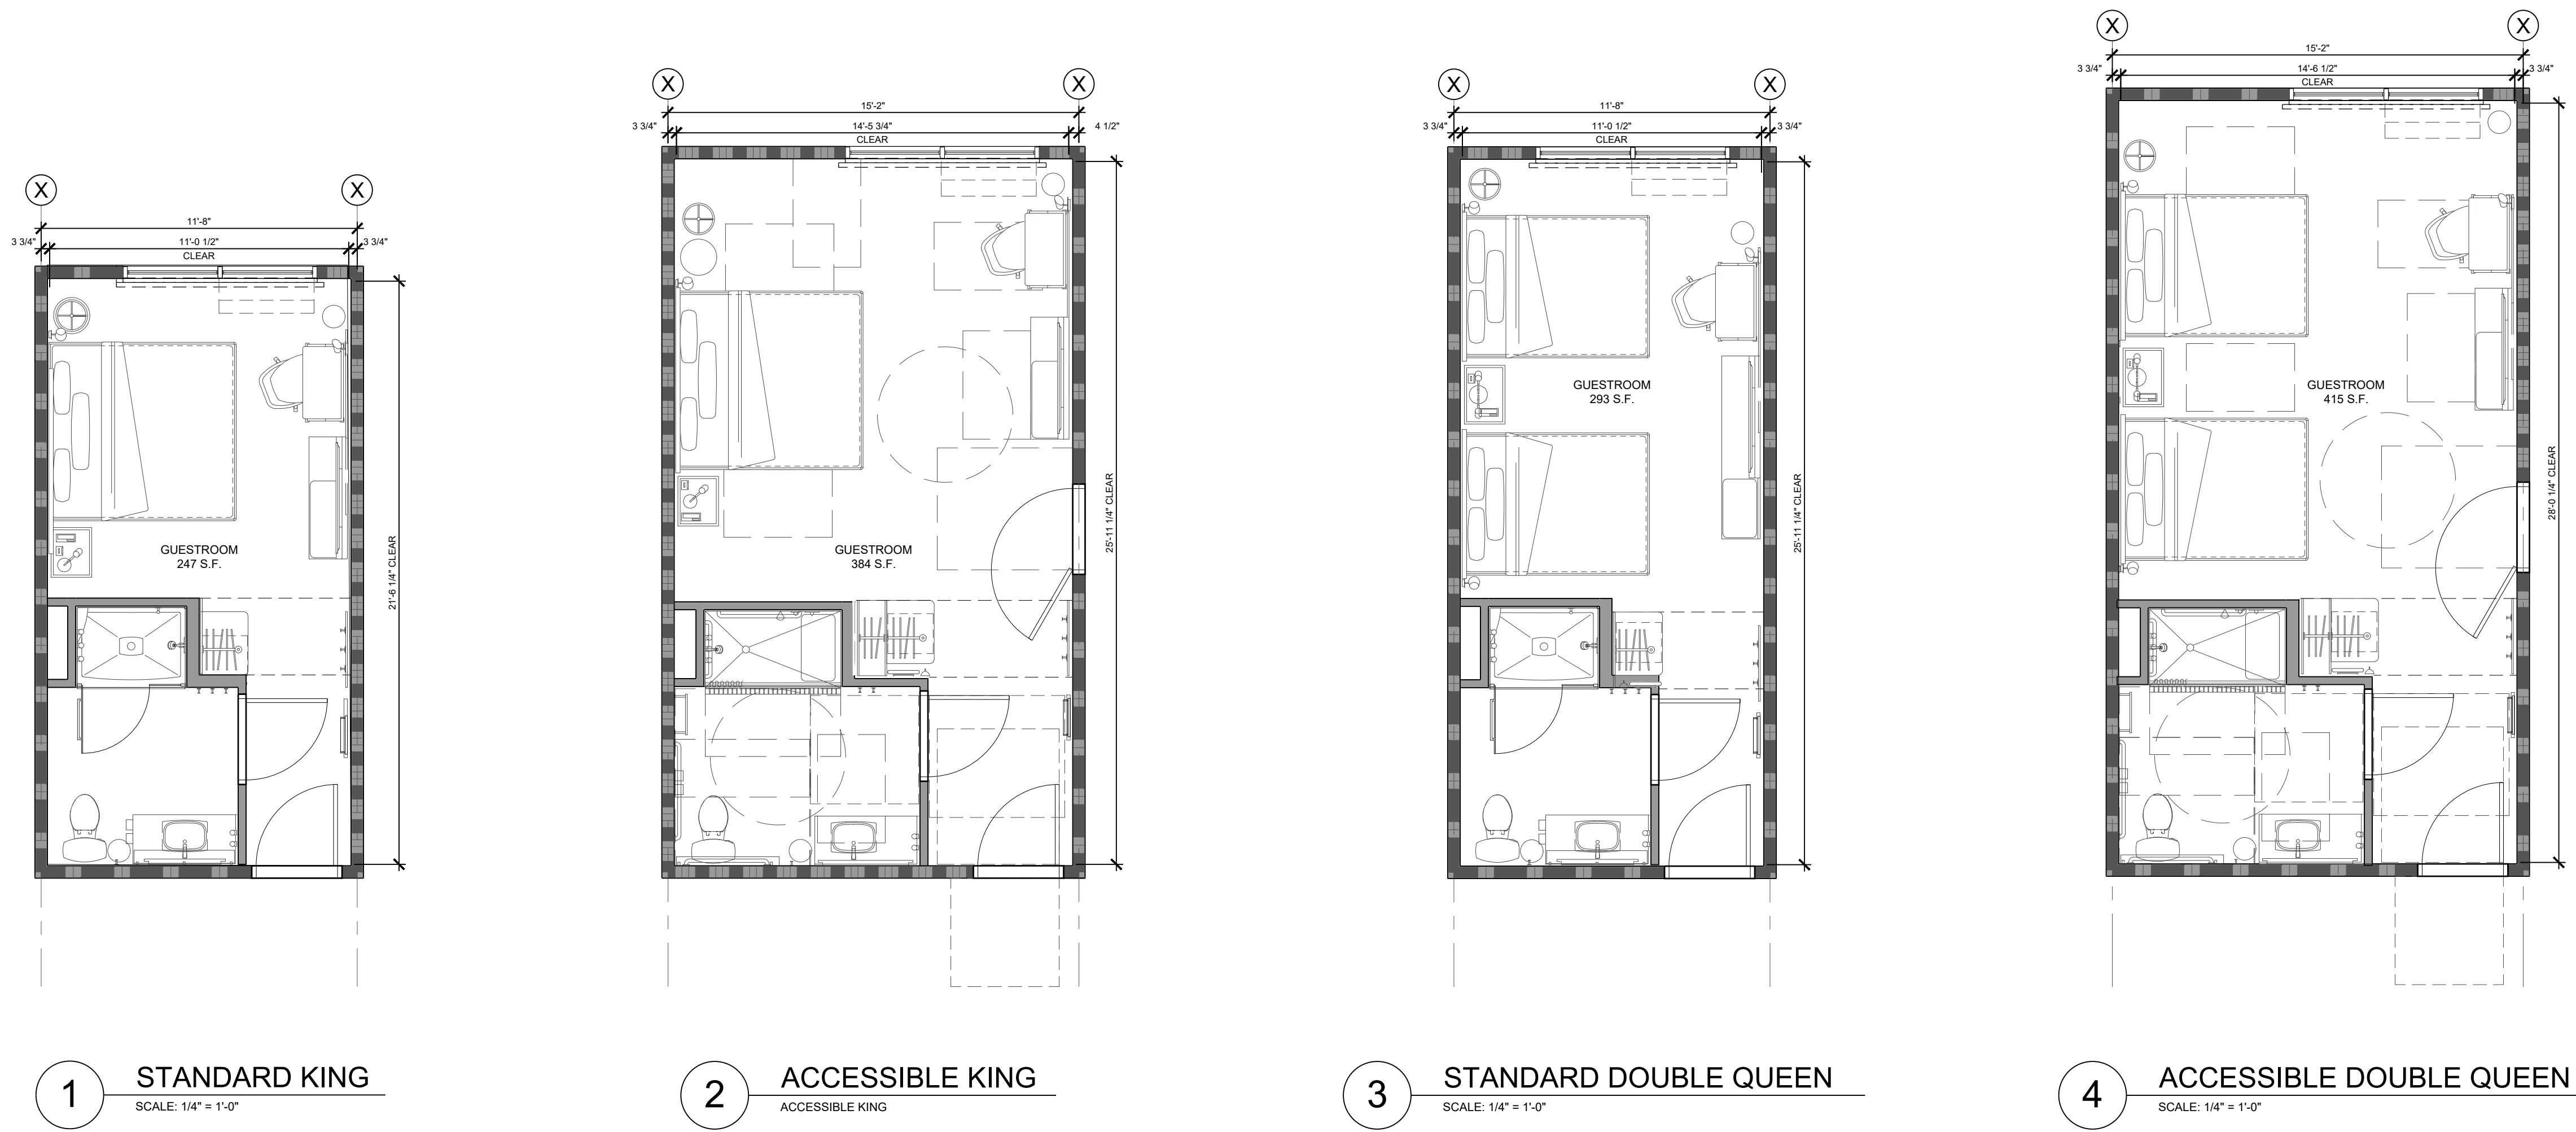 X
X
11'-8"
3 3/4"
11'-0 1/2"
3 3/4"
CLEAR
21'-6 1/4" CLEAR
GUESTROOM
247 S.F.
1
STANDARD KING
SCALE: 1/4" = 1'-0"
X
X
15'-2"
3 3/4"
14'-5 3/4"
4 1/2"
CLEAR
25'-11 1/4" CLEAR
GUESTROOM
384 S.F.
2
ACCESSIBLE KING
ACCESSIBLE KING
X
X
11'-8"
3 3/4"
11'-0 1/2"
3 3/4"
CLEAR
GUESTROOM
293 S.F.
25'-11 1/4" CLEAR
3
STANDARD DOUBLE QUEEN
SCALE: 1/4" = 1'-0"
X
X
15'-2"
3 3/4"
14'-6 1/2"
3 3/4"
CLEAR
GUESTROOM
415 S.F.
28'-0 1/4" CLEAR
4
ACCESSIBLE DOUBLE QUEEN
SCALE: 1/4" = 1'-0"